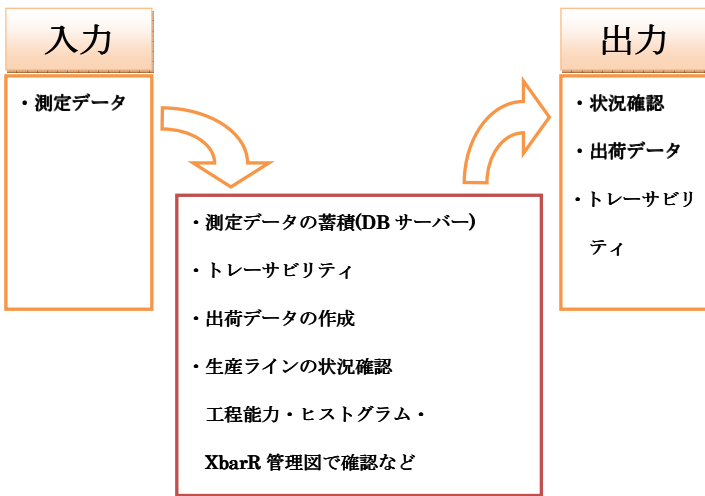 入力
・測定データ
・測定データの蓄積(DB サーバー)
・トレーサビリティ
・出荷データの作成
・生産ラインの状況確認
工程能力・ヒストグラム・
XbarR 管理図で確認など
出力
・状況確認
・出荷データ
・トレーサビリ
ティ